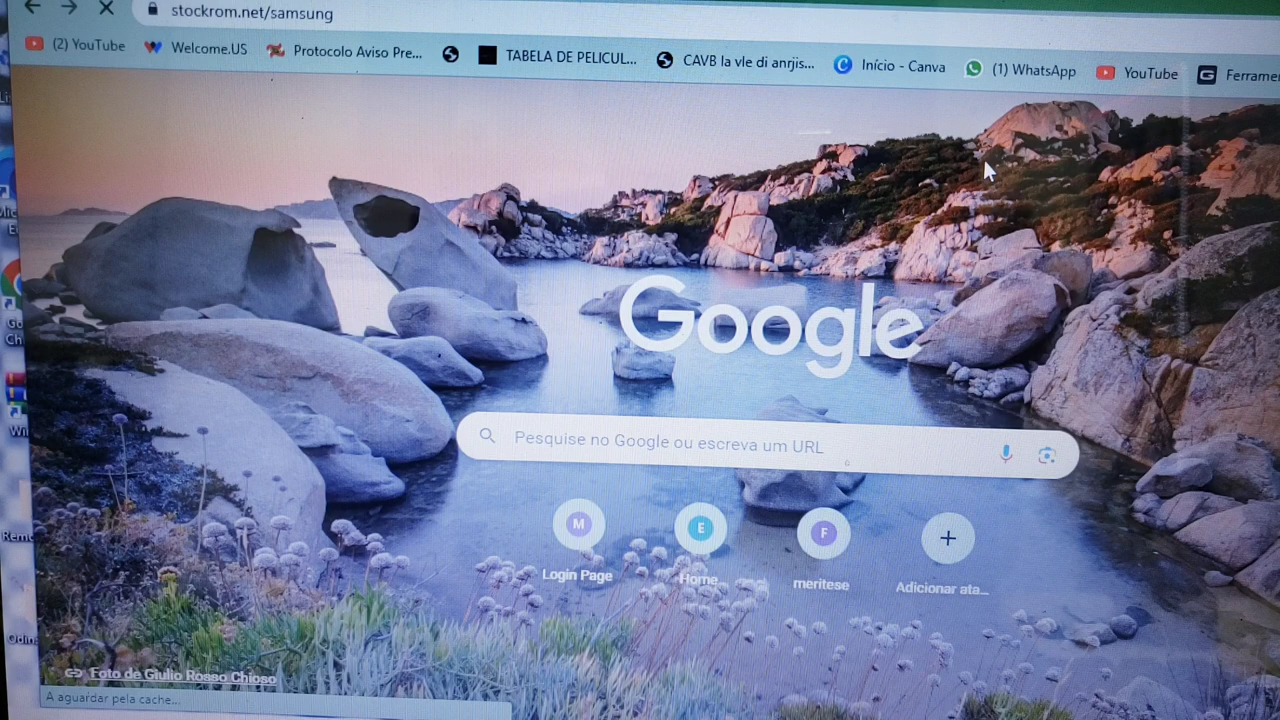 stockrom.net/samsung
(2) YouTube
Welcome.US
Protocolo Aviso Pre...
TABELA DE PELICUL...
CAVB la vle di anrjis...
Início - Canva
(1) WhatsApp
YouTube
Ferramen
Google
Pesquise no Google ou escreva um URL
M
E
F
Login Page
Home
meritese
Adicionar ata...
Foto de Giulio Rosso Chioso
A aguardar pela cache...